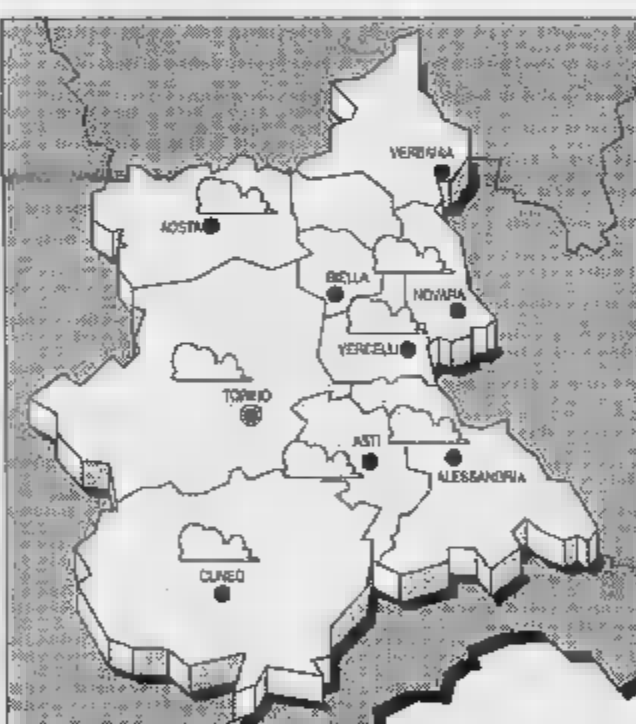 VERBANIA
AOSTA
BIELLA
NOVARA
VERCELLI
TORINO
ASTI
ALESSANDRIA
CUNEO